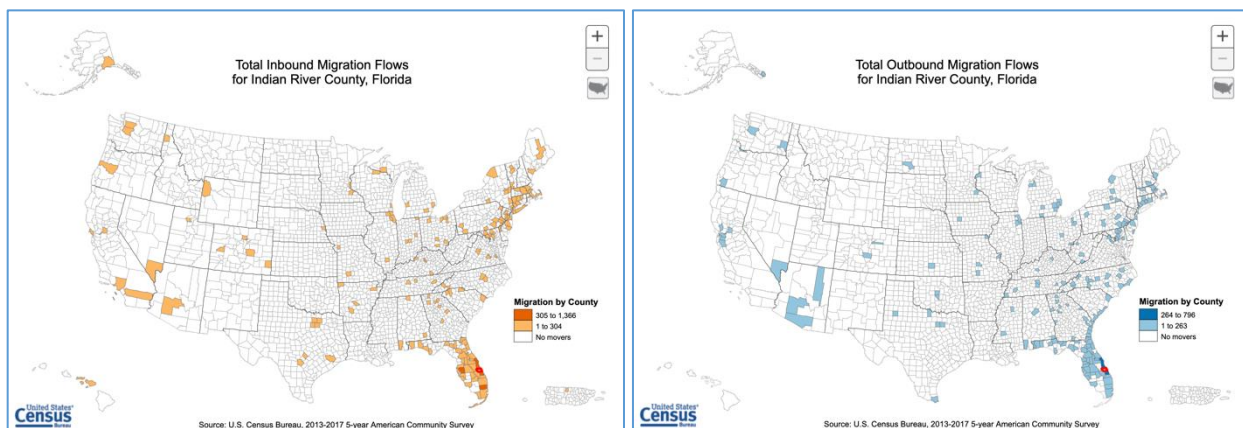 Total Inbound Migration Flows
for Indian River County, Florida
+
−
Migration by County
305 to 1,366
1 to 304
No movers
United States®
Census
Bureau
Source: U.S. Census Bureau, 2013-2017 5-year American Community Survey
Total Outbound Migration Flows
for Indian River County, Florida
+
−
Migration by County
264 to 796
1 to 263
No movers
United States®
Census
Bureau
Source: U.S. Census Bureau, 2013-2017 5-year American Community Survey